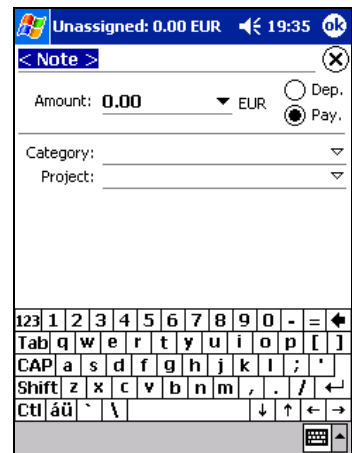 Unassigned: 0.00 EUR 19:35 ok
< Note >
Amount: 0.00 EUR
Dep.
Pay.
Category:
Project:
123 1 2 3 4 5 6 7 8 9 0 - =
Tab q w e r t y u i o p [ ]
CAP a s d f g h j k l ; '
Shift z x c v b n m , . /
Ctl áü ` \